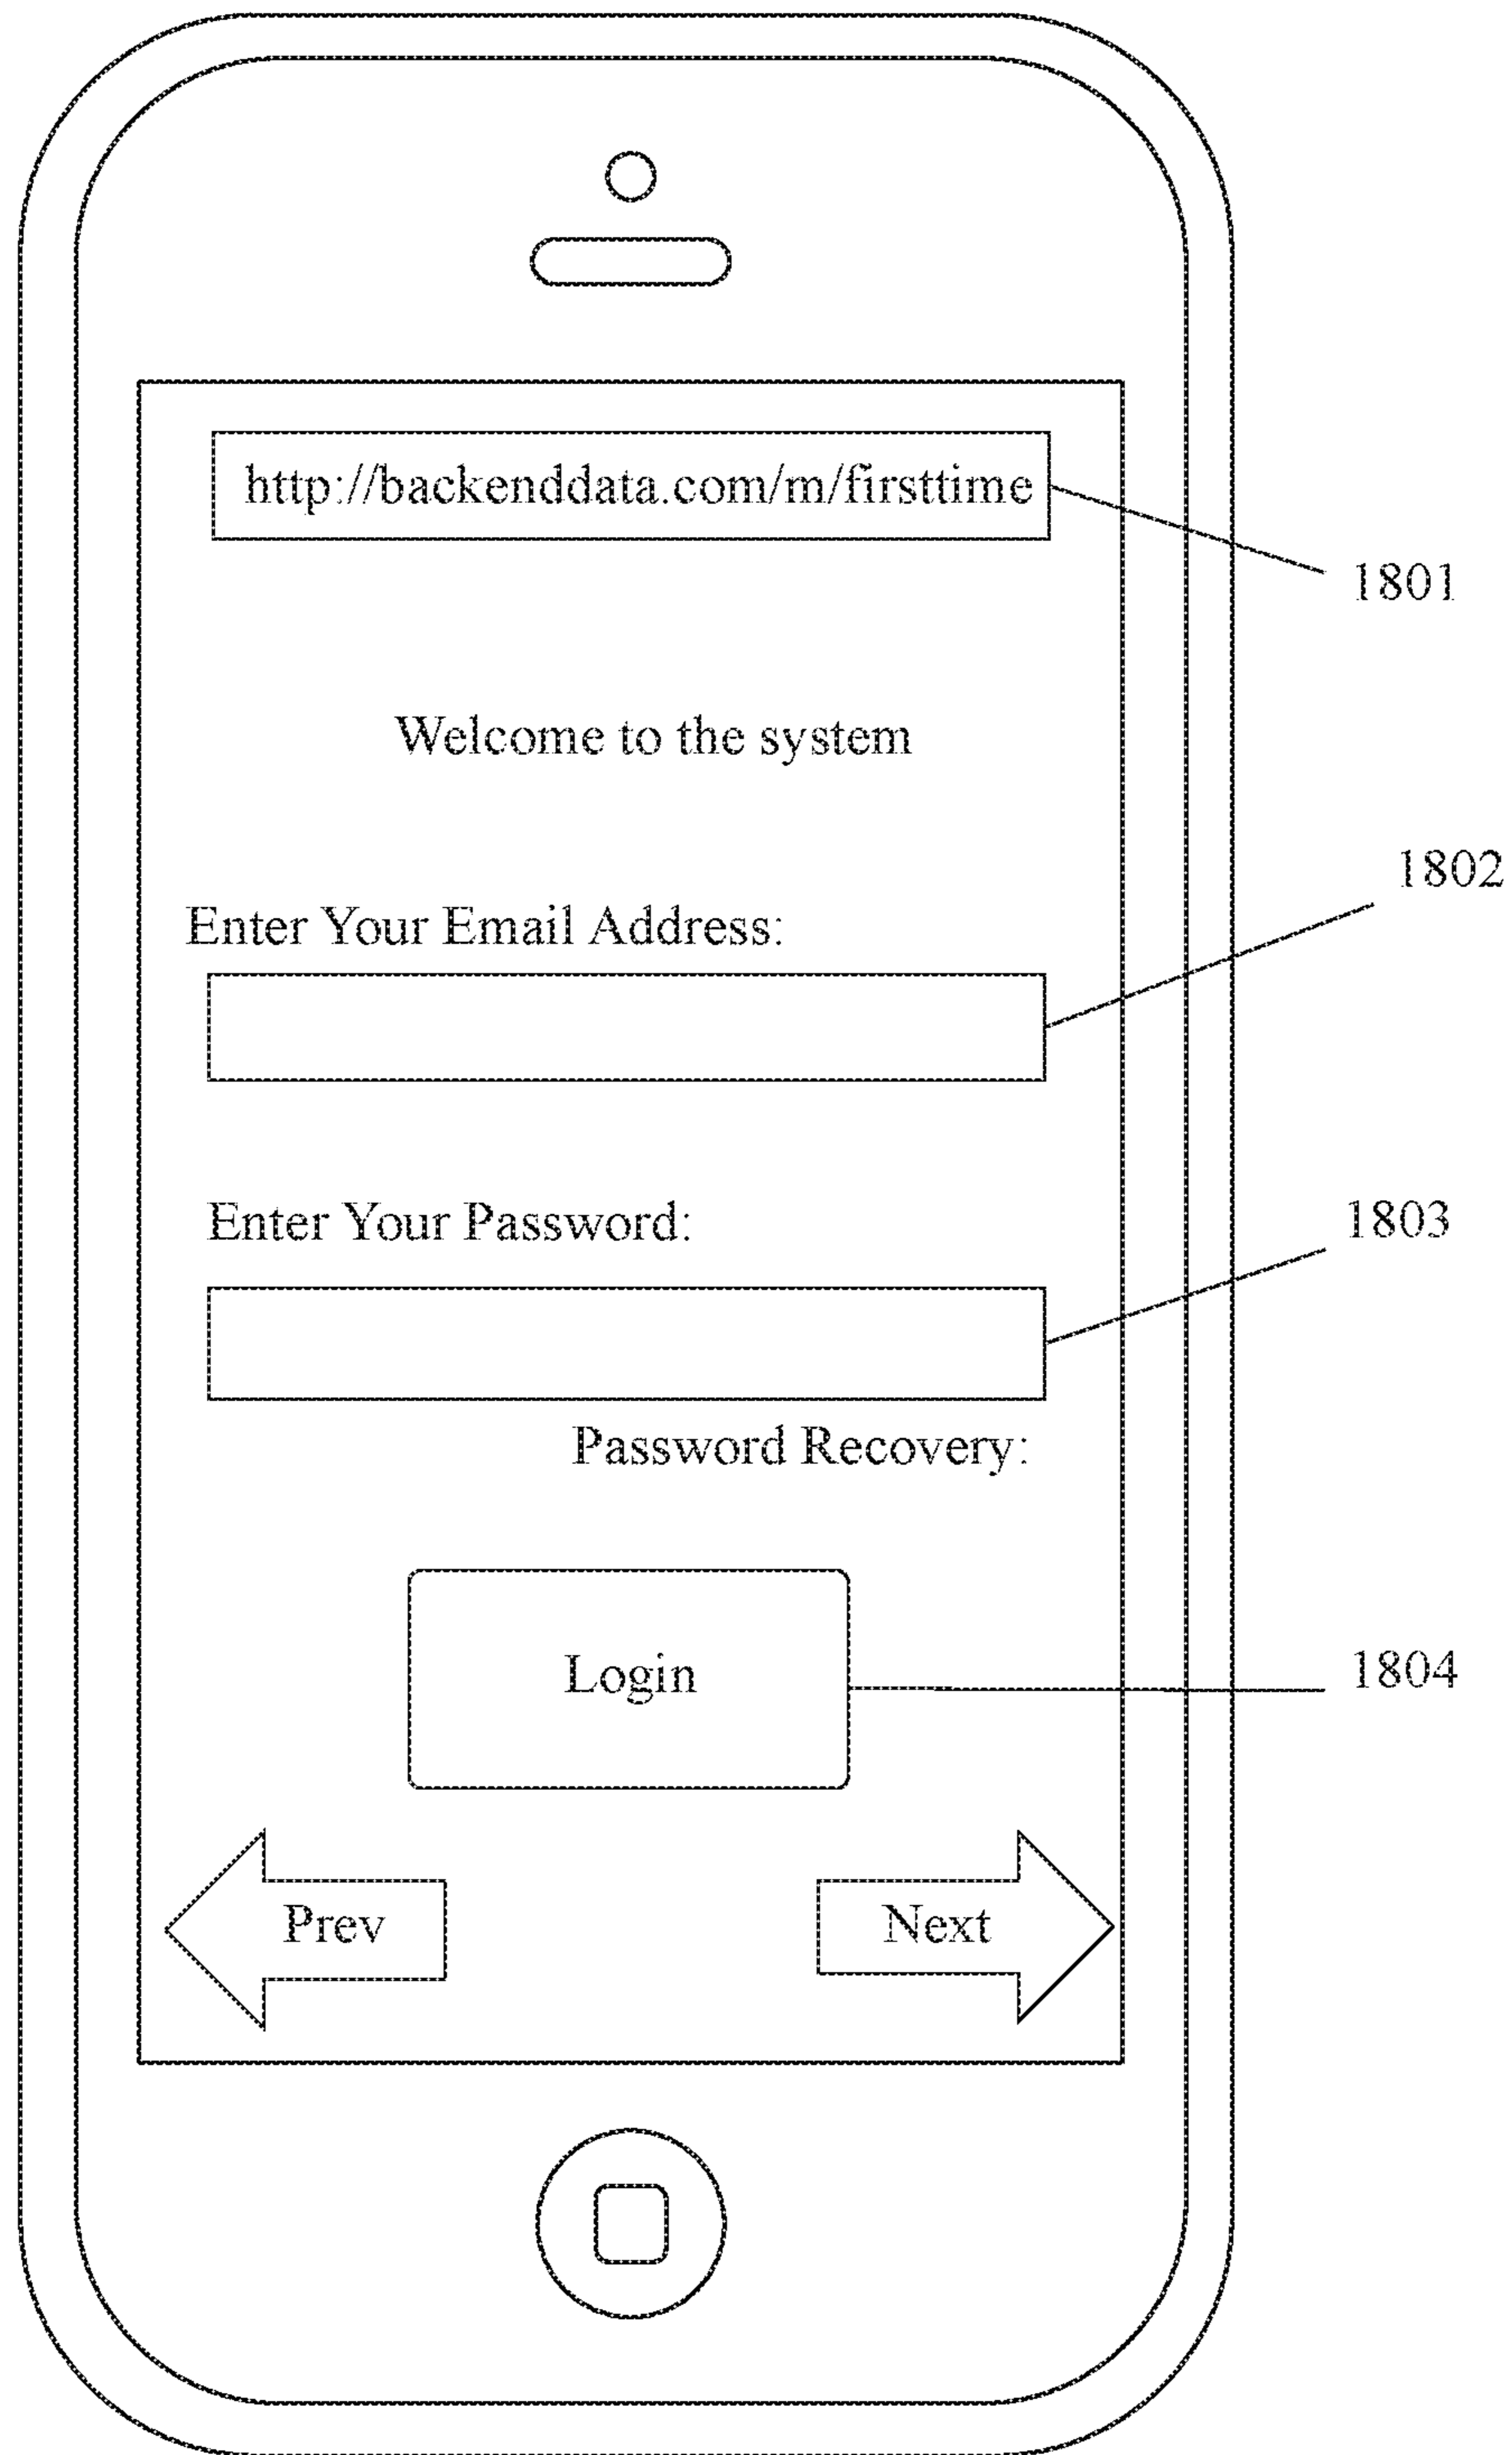 http://backenddata.com/m/firsttime
1801
Welcome to the system
1802
Enter Your Email Address:
Enter Your Password:
1803
Password Recovery:
Login
1804
Prev
Next